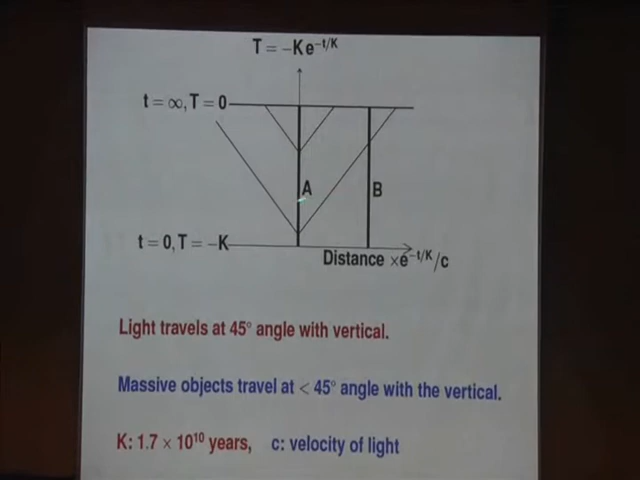 T = –Ke^–t/K
t = ∞, T = 0
A
B
t = 0, T = –K
Distance ×e^–t/K/c
Light travels at 45° angle with vertical.
Massive objects travel at < 45° angle with the vertical.
K: 1.7 × 10^10 years, c: velocity of light